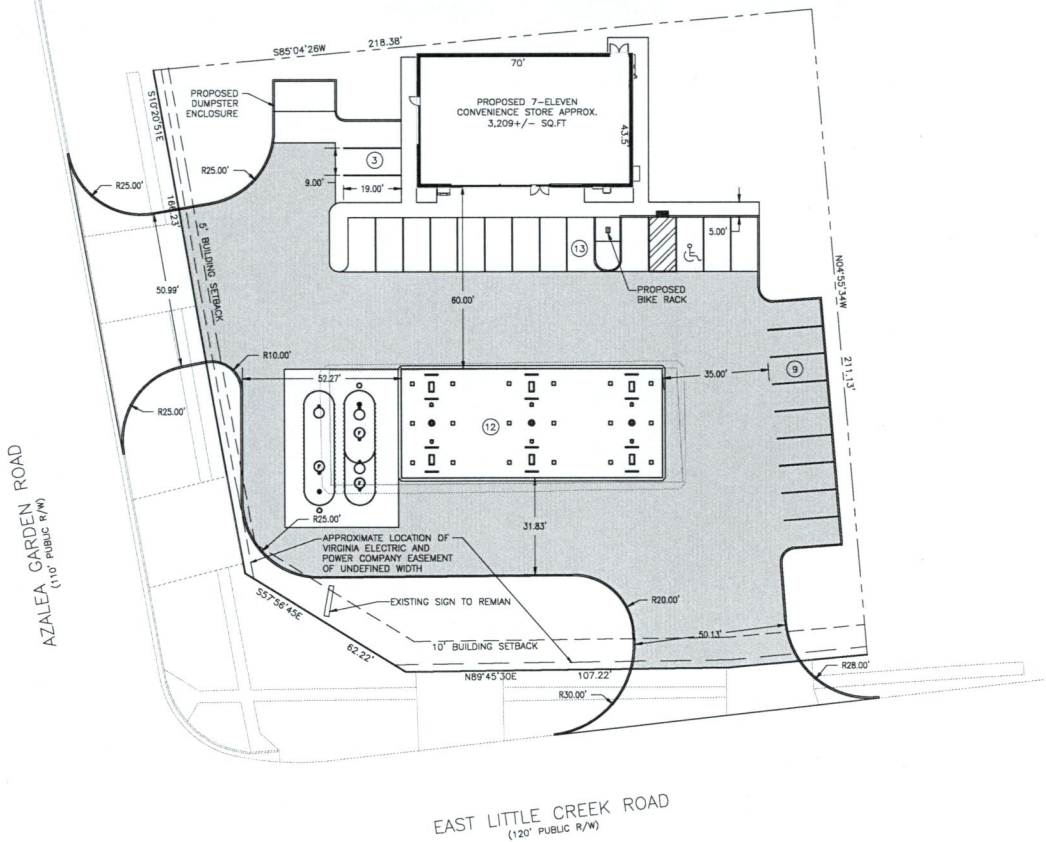 S85°04'26W
218.38'
70'
PROPOSED
DUMPSTER
ENCLOSURE
PROPOSED 7-ELEVEN
CONVENIENCE STORE APPROX.
3,209+/- SQ.FT
43.5'
S10°20'51E
3
R25.00'
R25.00'
9.00'
19.00'
166.23'
5' BUILDING SETBACK
5.00'
13
PROPOSED
BIKE RACK
N04°55'34W
50.99'
60.00'
211.13'
R10.00'
52.27'
35.00'
9
R25.00'
12
F
F
F
R25.00'
31.83'
APPROXIMATE LOCATION OF
VIRGINIA ELECTRIC AND
POWER COMPANY EASEMENT
OF UNDEFINED WIDTH
AZALEA GARDEN ROAD
(110' PUBLIC R/W)
S57°56'45E
EXISTING SIGN TO REMIAN
R20.00'
62.22'
10' BUILDING SETBACK
50.13'
N89°45'30E
107.22'
R28.00'
R30.00'
EAST LITTLE CREEK ROAD
(120' PUBLIC R/W)